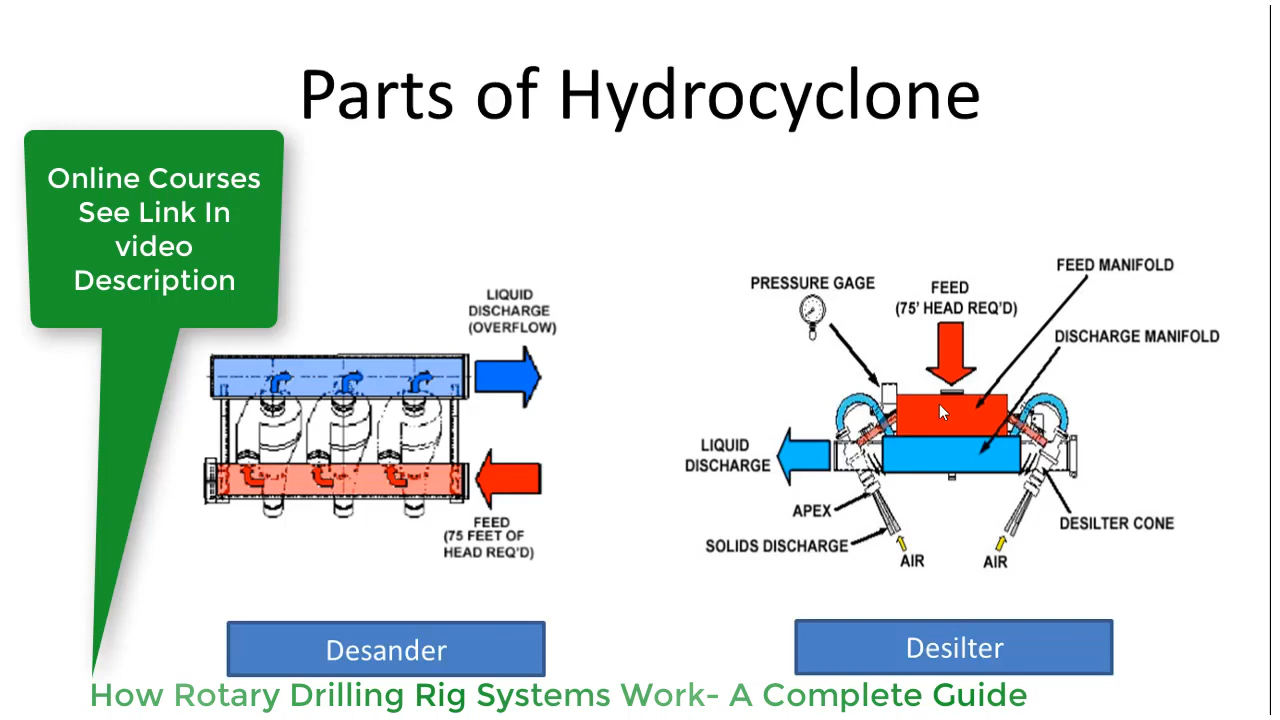 Parts of Hydrocyclone
Online Courses
See Link In
video
Description
LIQUID
DISCHARGE
(OVERFLOW)
FEED
(75 FEET OF
HEAD REQ'D)
Desander
PRESSURE GAGE
FEED
(75' HEAD REQ'D)
FEED MANIFOLD
DISCHARGE MANIFOLD
LIQUID
DISCHARGE
APEX
SOLIDS DISCHARGE
AIR
AIR
DESILTER CONE
Desilter
How Rotary Drilling Rig Systems Work- A Complete Guide